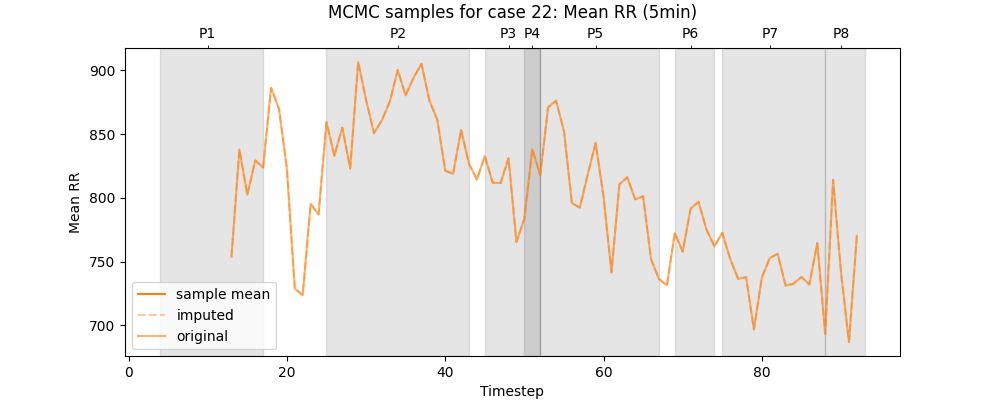 MCMC samples for case 22: Mean RR (5min)
P1 P2 P3 P4 P5 P6 P7 P8
900
850
800
750
700
Mean RR
sample mean
imputed
original
0 20 40 60 80
Timestep